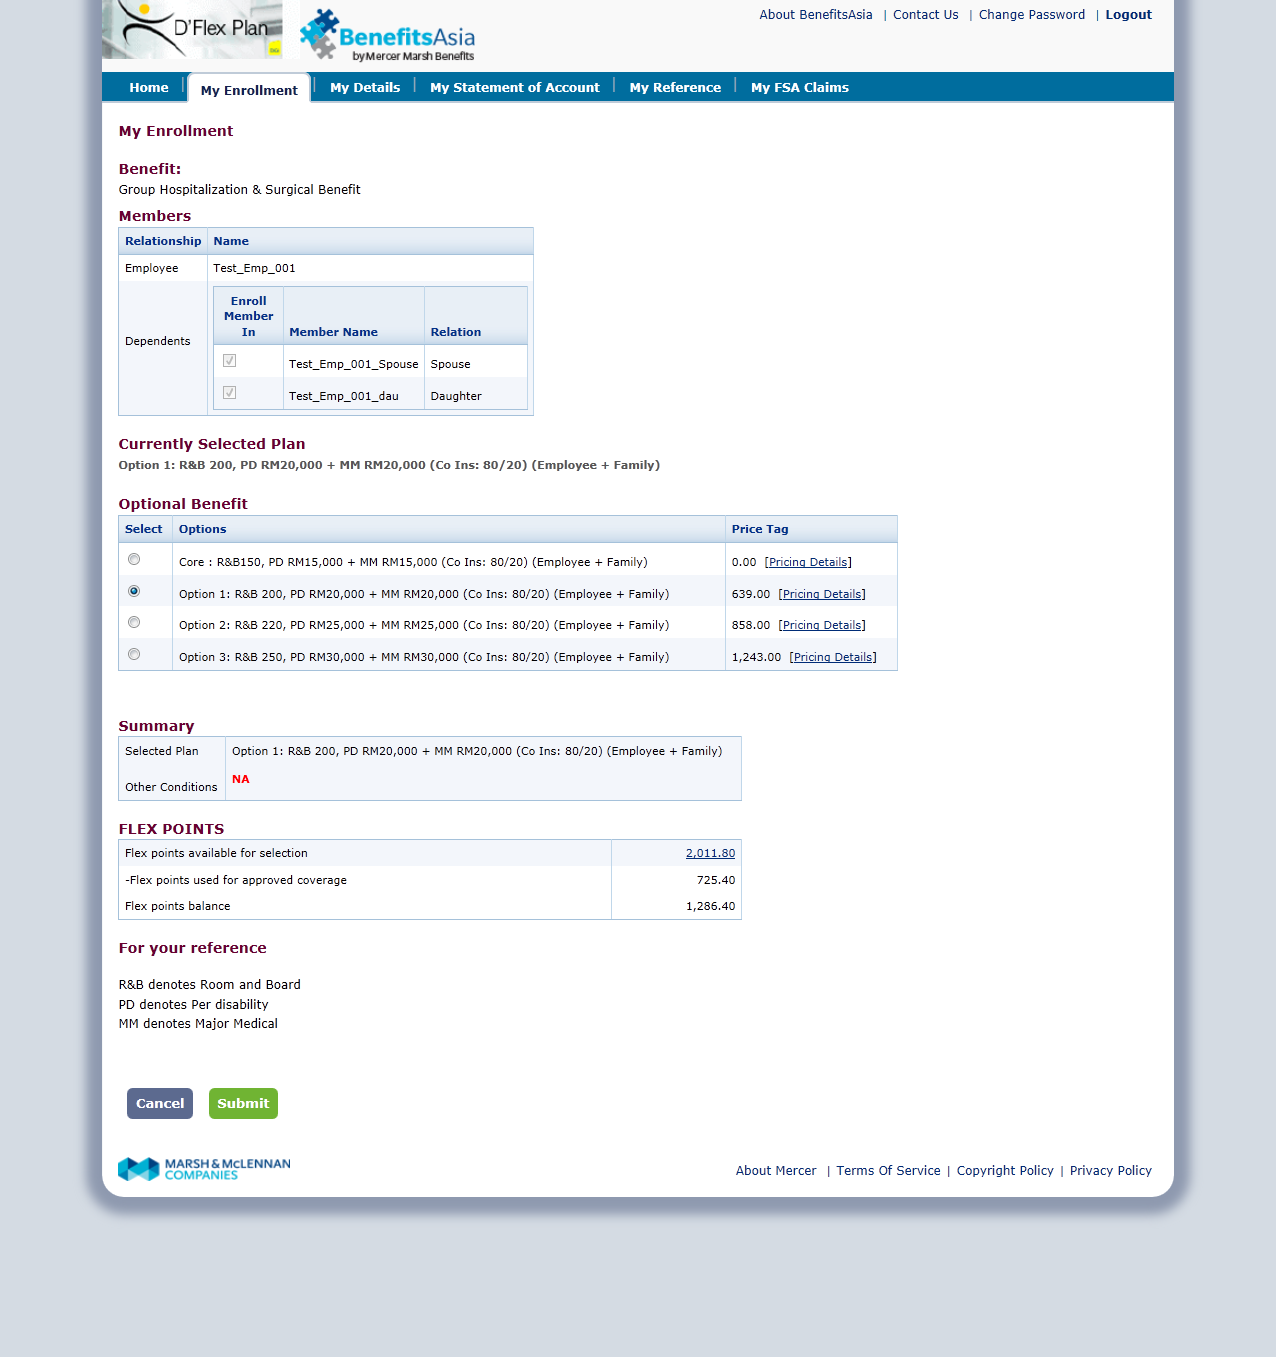 D'Flex Plan
BenefitsAsia
by Mercer Marsh Benefits
About BenefitsAsia | Contact Us | Change Password | Logout
Home | My Enrollment | My Details | My Statement of Account | My Reference | My FSA Claims
My Enrollment
Benefit:
Group Hospitalization & Surgical Benefit
Members
Relationship Name
Employee Test_Emp_001
Dependents
Enroll Member In Member Name Relation
Test_Emp_001_Spouse Spouse
Test_Emp_001_dau Daughter
Currently Selected Plan
Option 1: R&B 200, PD RM20,000 + MM RM20,000 (Co Ins: 80/20) (Employee + Family)
Optional Benefit
Select Options Price Tag
Core : R&B150, PD RM15,000 + MM RM15,000 (Co Ins: 80/20) (Employee + Family) 0.00 [Pricing Details]
Option 1: R&B 200, PD RM20,000 + MM RM20,000 (Co Ins: 80/20) (Employee + Family) 639.00 [Pricing Details]
Option 2: R&B 220, PD RM25,000 + MM RM25,000 (Co Ins: 80/20) (Employee + Family) 858.00 [Pricing Details]
Option 3: R&B 250, PD RM30,000 + MM RM30,000 (Co Ins: 80/20) (Employee + Family) 1,243.00 [Pricing Details]
Summary
Selected Plan Option 1: R&B 200, PD RM20,000 + MM RM20,000 (Co Ins: 80/20) (Employee + Family)
Other Conditions NA
FLEX POINTS
Flex points available for selection 2,011.80
-Flex points used for approved coverage 725.40
Flex points balance 1,286.40
For your reference
R&B denotes Room and Board
PD denotes Per disability
MM denotes Major Medical
Cancel Submit
MARSH & McLENNAN
COMPANIES
About Mercer | Terms Of Service | Copyright Policy | Privacy Policy